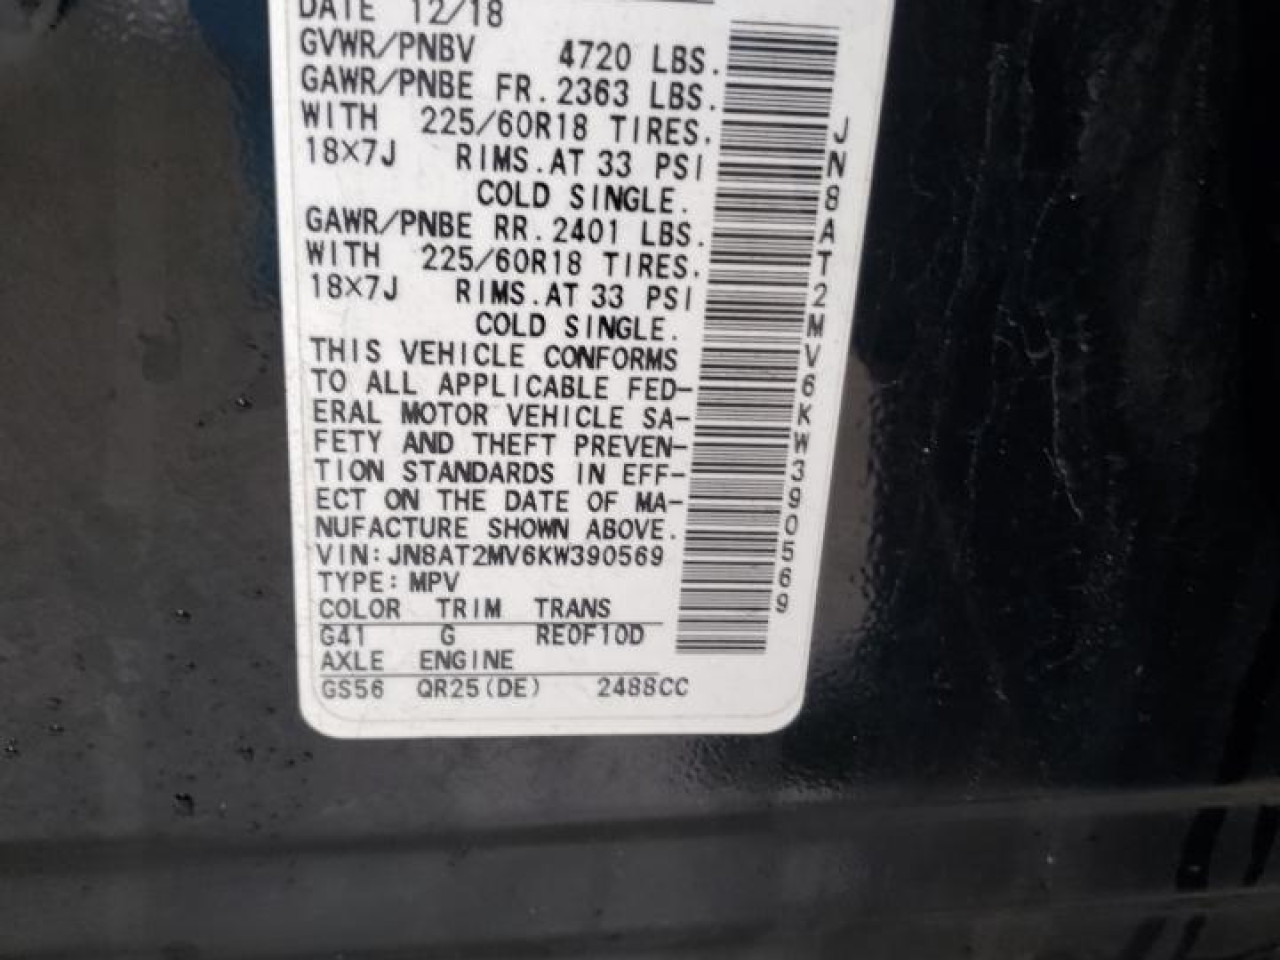 DATE 12/18
GVWR/PNBV 4720 LBS.
GAWR/PNBE FR. 2363 LBS.
WITH 225/60R18 TIRES.
18X7J RIMS. AT 33 PSI
COLD SINGLE.
GAWR/PNBE RR. 2401 LBS.
WITH 225/60R18 TIRES.
18X7J RIMS. AT 33 PSI
COLD SINGLE.
THIS VEHICLE CONFORMS
TO ALL APPLICABLE FED-
ERAL MOTOR VEHICLE SA-
FETY AND THEFT PREVEN-
TION STANDARDS IN EFF-
ECT ON THE DATE OF MA-
NUFACTURE SHOWN ABOVE.
VIN: JN8AT2MV6KW390569
TYPE: MPV
COLOR TRIM TRANS
G41 G RE0F10D
AXLE ENGINE
GS56 QR25(DE) 2488CC
JN8AT2MV6KW390569